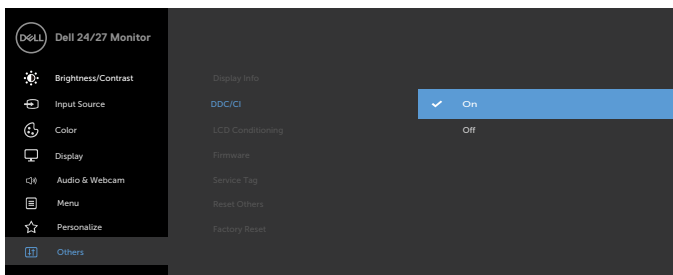 DELL Dell 24/27 Monitor
Brightness/Contrast Display Info
Input Source DDC/CI ✓ On
Color LCD Conditioning Off
Display Firmware
Audio & Webcam Service Tag
Menu Reset Others
Personalize Factory Reset
Others